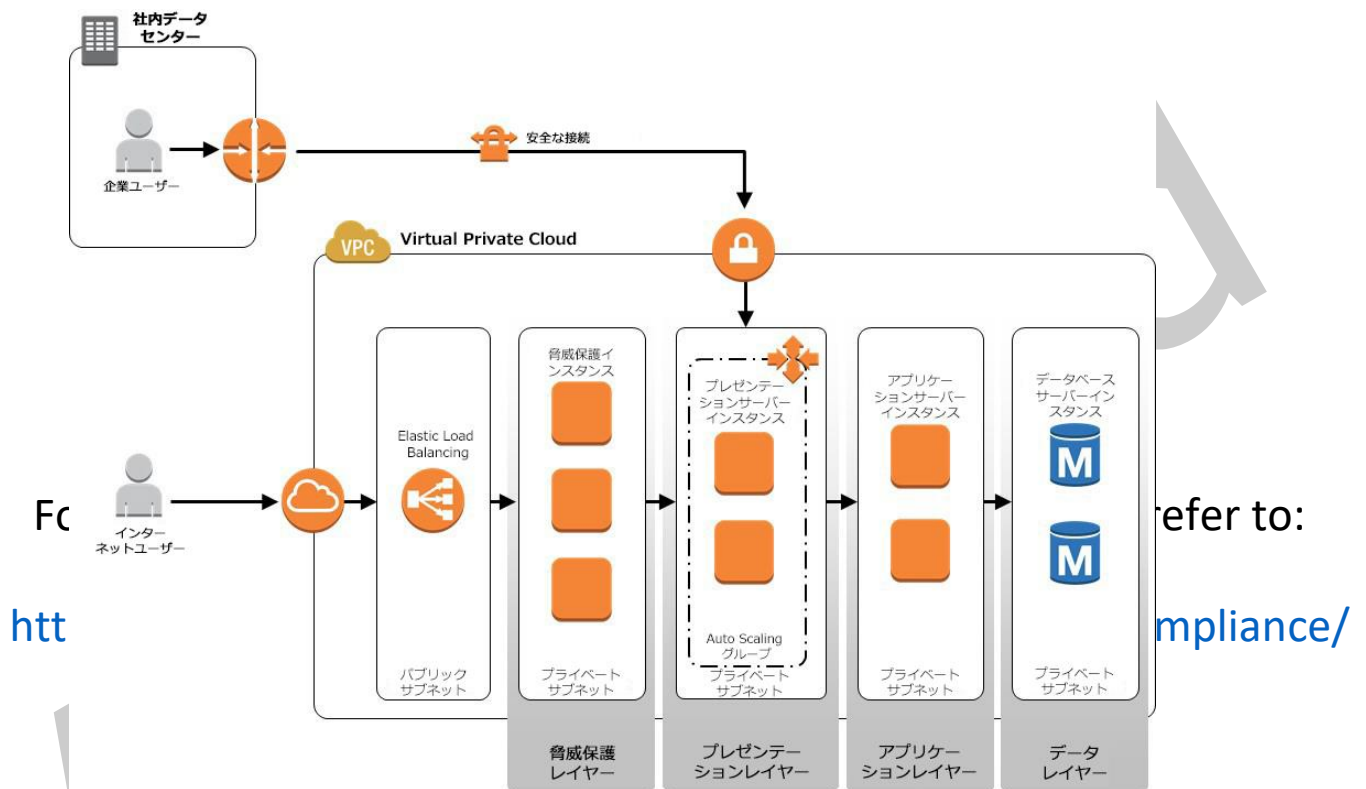 社内データ
センター
企業ユーザー
安全な接続
VPC
Virtual Private Cloud
脅威保護イ
ンスタンス
プレゼンテー
ションサーバー
インスタンス
アプリケー
ションサーバー
インスタンス
データベース
サーバーイン
スタンス
Elastic Load
Balancing
M
M
インター
ネットユーザー
refer to:
htt
mpliance/
Auto Scaling
グループ
パブリック
サブネット
プライベート
サブネット
プライベート
サブネット
プライベート
サブネット
プライベート
サブネット
脅威保護
レイヤー
プレゼンテー
ションレイヤー
アプリケー
ションレイヤー
データ
レイヤー